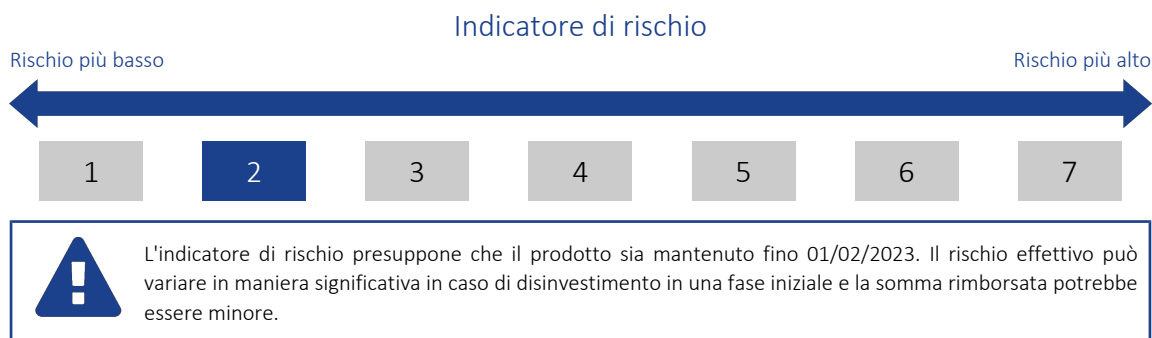 Indicatore di rischio
Rischio più basso
Rischio più alto
1 2 3 4 5 6 7
L'indicatore di rischio presuppone che il prodotto sia mantenuto fino 01/02/2023. Il rischio effettivo può
variare in maniera significativa in caso di disinvestimento in una fase iniziale e la somma rimborsata potrebbe
essere minore.